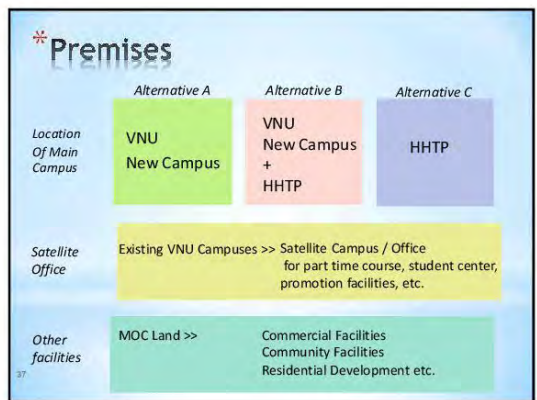 *Premises
Alternative A
Alternative B
Alternative C
Location
Of Main
Campus
VNU
New Campus
VNU
New Campus
+
HHTP
HHTP
Satellite
Office
Existing VNU Campuses >> Satellite Campus / Office
for part time course, student center,
promotion facilities, etc.
Other
facilities
MOC Land >>
Commercial Facilities
Community Facilities
Residential Development etc.
37